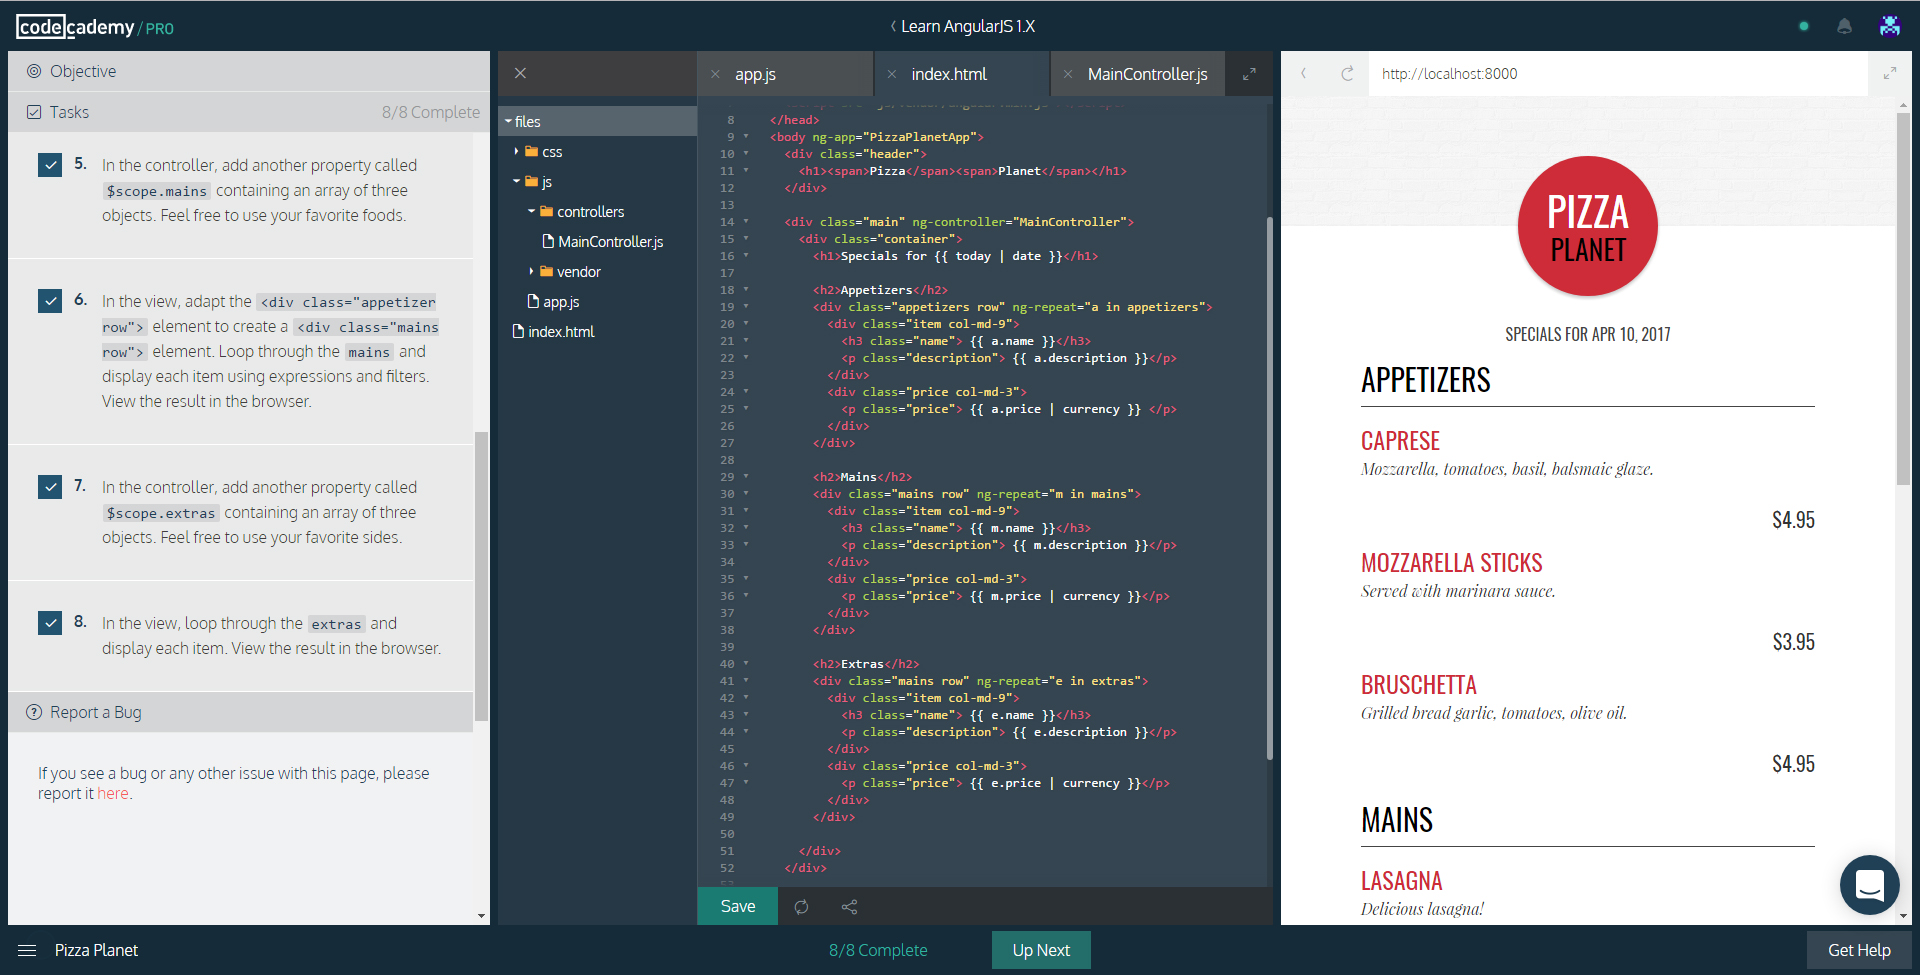 codecademy / PRO
Learn AngularJS 1.X
Objective
Tasks
8/8 Complete
5. In the controller, add another property called
$scope.mains containing an array of three
objects. Feel free to use your favorite foods.
6. In the view, adapt the <div class="appetizer
row"> element to create a <div class="mains
row"> element. Loop through the mains and
display each item using expressions and filters.
View the result in the browser.
7. In the controller, add another property called
$scope.extras containing an array of three
objects. Feel free to use your favorite sides.
8. In the view, loop through the extras and
display each item. View the result in the browser.
Report a Bug
If you see a bug or any other issue with this page, please
report it here.
files
css
js
controllers
MainController.js
vendor
app.js
index.html
app.js
index.html
MainController.js
8 </head>
9 <body ng-app="PizzaPlanetApp">
10 <div class="header">
11 <h1><span>Pizza</span><span>Planet</span></h1>
12 </div>
13
14 <div class="main" ng-controller="MainController">
15 <div class="container">
16 <h1>Specials for {{ today | date }}</h1>
17
18 <h2>Appetizers</h2>
19 <div class="appetizers row" ng-repeat="a in appetizers">
20 <div class="item col-md-9">
21 <h3 class="name"> {{ a.name }}</h3>
22 <p class="description"> {{ a.description }}</p>
23 </div>
24 <div class="price col-md-3">
25 <p class="price"> {{ a.price | currency }} </p>
26 </div>
27 </div>
28
29 <h2>Mains</h2>
30 <div class="mains row" ng-repeat="m in mains">
31 <div class="item col-md-9">
32 <h3 class="name"> {{ m.name }}</h3>
33 <p class="description"> {{ m.description }}</p>
34 </div>
35 <div class="price col-md-3">
36 <p class="price"> {{ m.price | currency }}</p>
37 </div>
38 </div>
39
40 <h2>Extras</h2>
41 <div class="mains row" ng-repeat="e in extras">
42 <div class="item col-md-9">
43 <h3 class="name"> {{ e.name }}</h3>
44 <p class="description"> {{ e.description }}</p>
45 </div>
46 <div class="price col-md-3">
47 <p class="price"> {{ e.price | currency }}</p>
48 </div>
49 </div>
50
51 </div>
52 </div>
Save
http://localhost:8000
PIZZA
PLANET
SPECIALS FOR APR 10, 2017
APPETIZERS
CAPRESE
Mozzarella, tomatoes, basil, balsmaic glaze.
$4.95
MOZZARELLA STICKS
Served with marinara sauce.
$3.95
BRUSCHETTA
Grilled bread garlic, tomatoes, olive oil.
$4.95
MAINS
LASAGNA
Delicious lasagna!
Pizza Planet
8/8 Complete
Up Next
Get Help